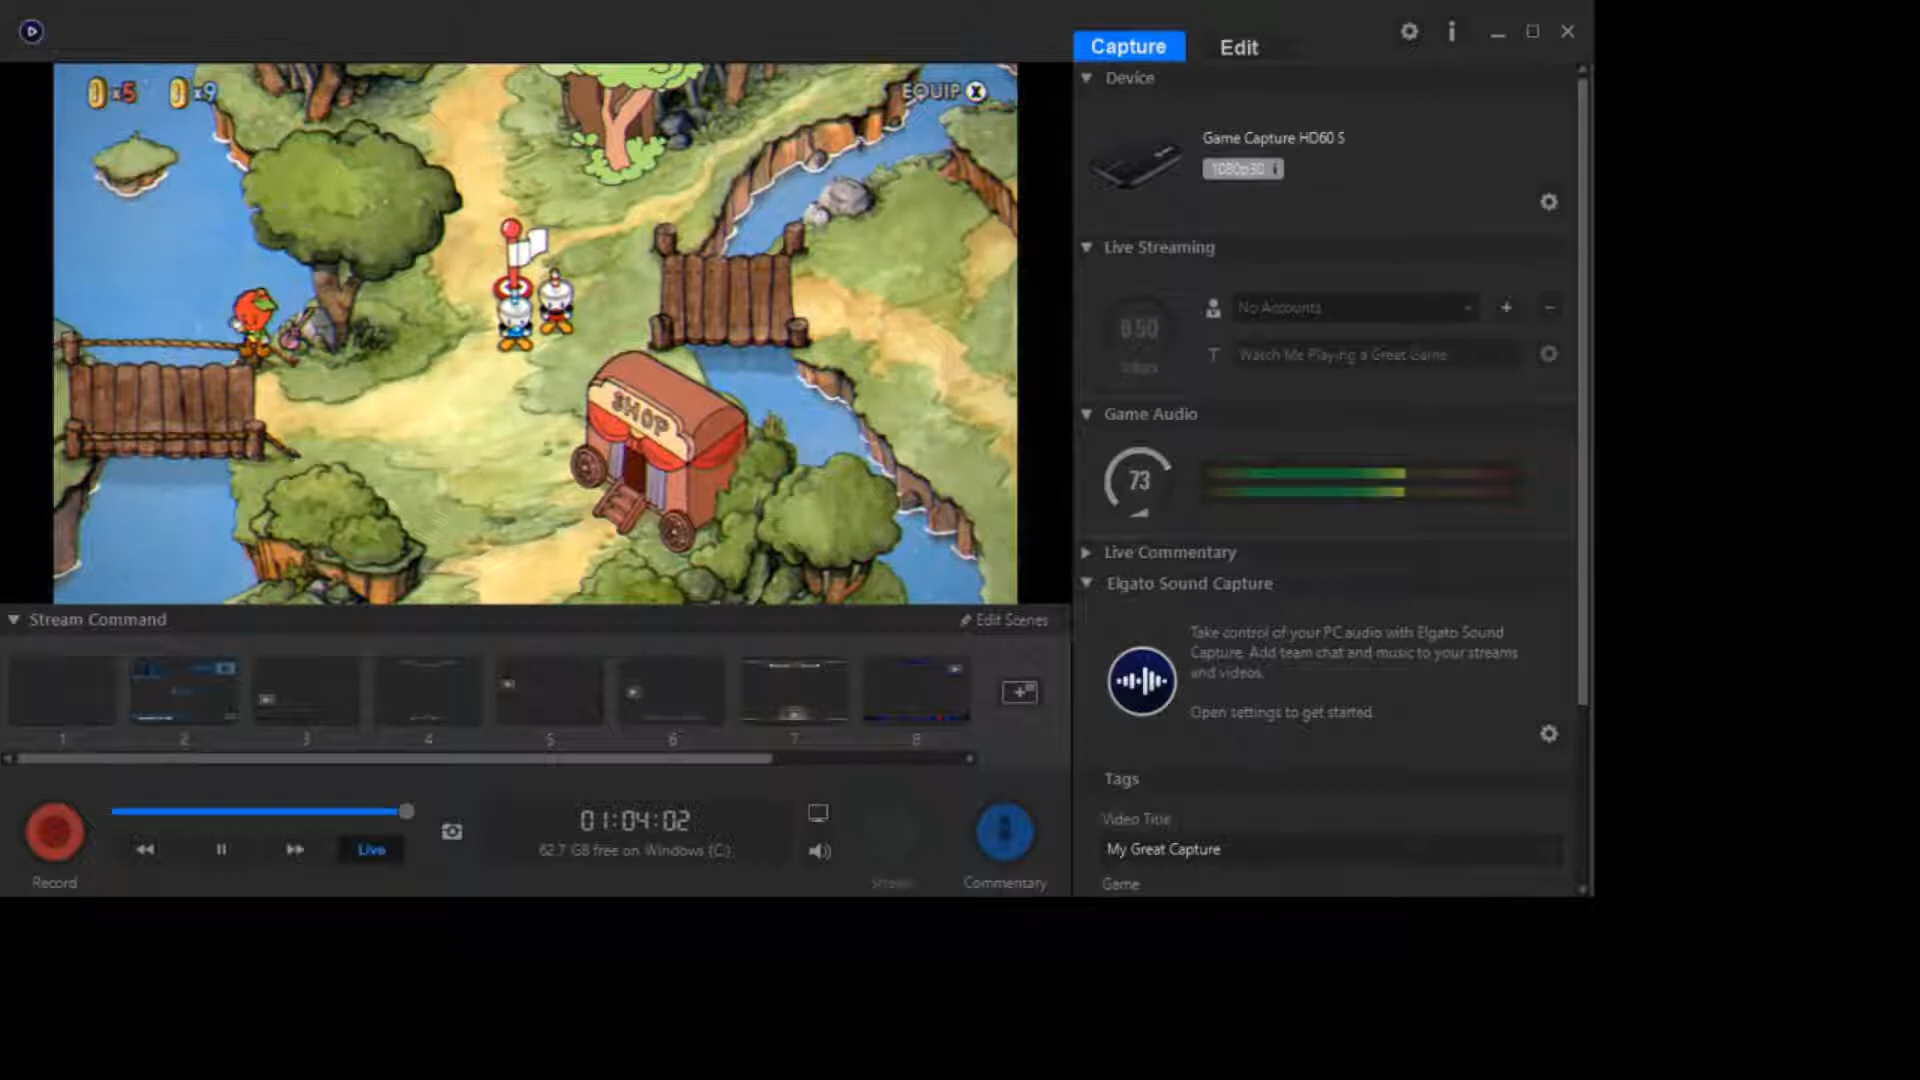 Capture
Edit
x5
x9
EQUIP X
SHOP
Device
Game Capture HD60 S
1080p30 i
Live Streaming
8.50
Mbps
No Accounts
T
Watch Me Playing a Great Game
Game Audio
73
Live Commentary
Elgato Sound Capture
Take control of your PC audio with Elgato Sound
Capture. Add team chat and music to your streams
and videos.
Open settings to get started.
Stream Command
Edit Scenes
1 2 3 4 5 6 7 8
Tags
Video Title
My Great Capture
Game
Live
01:04:02
62.7 GB free on Windows (C:)
Record
Stream
Commentary